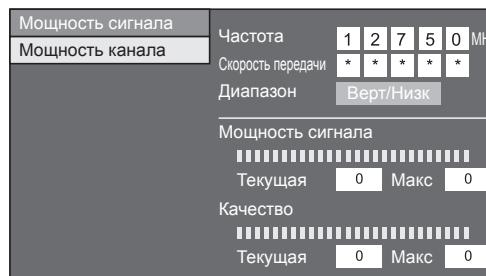 Мощность сигнала
Мощность канала
Частота 1 2 7 5 0 MH
Скорость передачи * * * * *
Диапазон Верт/Низк
Мощность сигнала
Текущая 0 Макс 0
Качество
Текущая 0 Макс 0